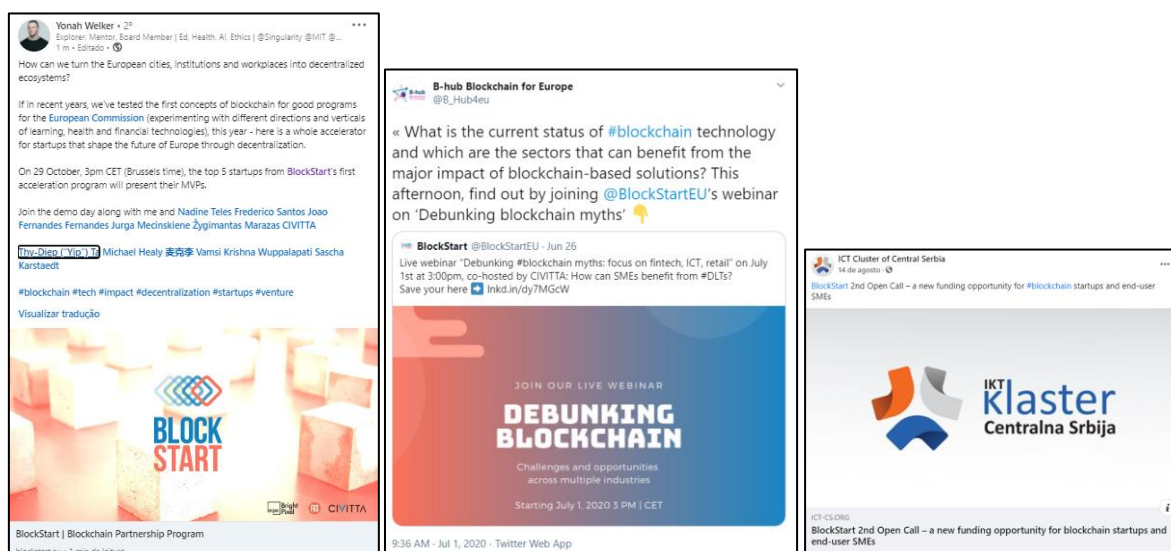 Yonah Welker • 2º
Explorer, Mentor, Board Member | Ed, Health, AI, Ethics | @Singularity @MIT @...
1 m • Editado •
How can we turn the European cities, institutions and workplaces into decentralized
ecosystems?
If in recent years, we've tested the first concepts of blockchain for good programs
for the European Commission (experimenting with different directions and verticals
of learning, health and financial technologies), this year - here is a whole accelerator
for startups that shape the future of Europe through decentralization.
On 29 October, 3pm CET (Brussels time), the top 5 startups from BlockStart's first
acceleration program will present their MVPs.
Join the demo day along with me and Nadine Teles Frederico Santos Joao
Fernandes Fernandes Jurga Mecinskiene Žygimantas Marazas CIVITTA
Thy-Diep ("Yip") Ta Michael Healy 麦克李 Vamsi Krishna Wuppalapati Sascha
Karstaedt
#blockchain #tech #impact #decentralization #startups #venture
Visualizar tradução
BLOCK
START
Bright
Pixel
CIVITTA
BlockStart | Blockchain Partnership Program
B-hub Blockchain for Europe
@B_Hub4eu
« What is the current status of #blockchain technology
and which are the sectors that can benefit from the
major impact of blockchain-based solutions? This
afternoon, find out by joining @BlockStartEU's webinar
on 'Debunking blockchain myths' 👇
BlockStart @BlockStartEU · Jun 26
Live webinar "Debunking #blockchain myths: focus on fintech, ICT, retail" on July
1st at 3:00pm, co-hosted by CIVITTA: How can SMEs benefit from #DLTs?
Save your here ➡ lnkd.in/dy7MGcW
JOIN OUR LIVE WEBINAR
DEBUNKING
BLOCKCHAIN
Challenges and opportunities
across multiple industries
Starting July 1, 2020 3 PM | CET
9:36 AM · Jul 1, 2020 · Twitter Web App
ICT Cluster of Central Serbia
14 de agosto ·
BlockStart 2nd Open Call – a new funding opportunity for #blockchain startups and end-user
SMEs
IKT
Klaster
Centralna Srbija
ICT-CS.ORG
BlockStart 2nd Open Call – a new funding opportunity for blockchain startups and
end-user SMEs